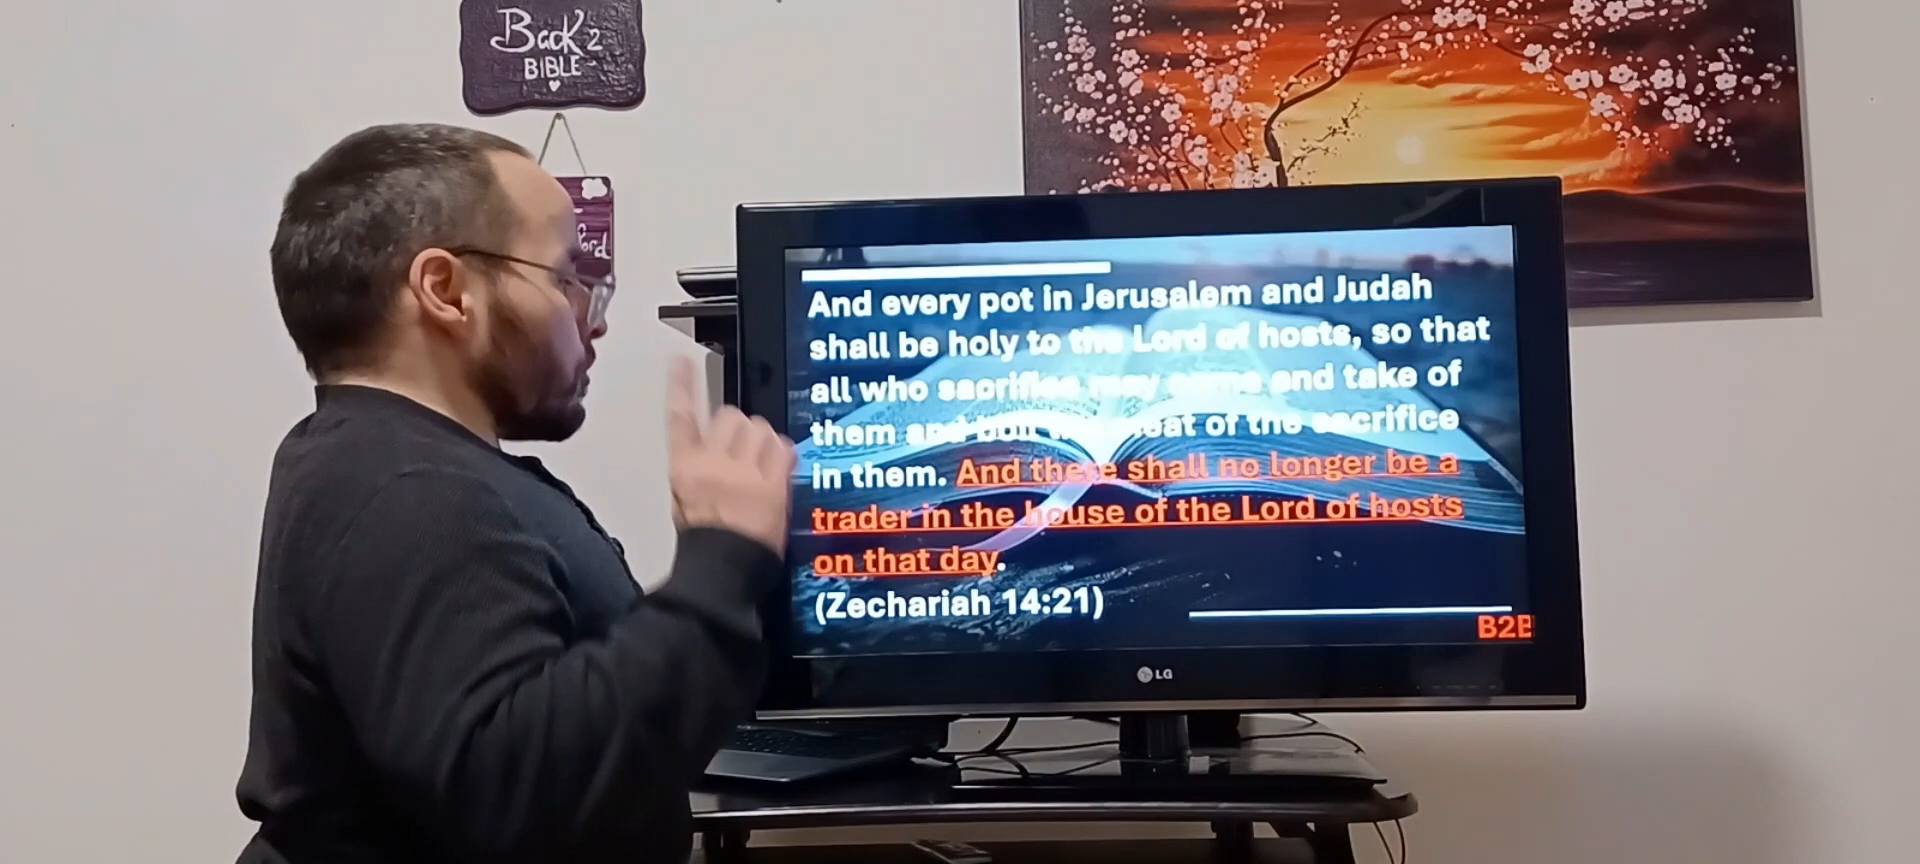 Back 2
BIBLE
And every pot in Jerusalem and Judah
shall be holy to the Lord of hosts, so that
all who sacrifice may come and take of
them and boil the meat of the sacrifice
in them. And there shall no longer be a
trader in the house of the Lord of hosts
on that day.
(Zechariah 14:21)
B2B
LG